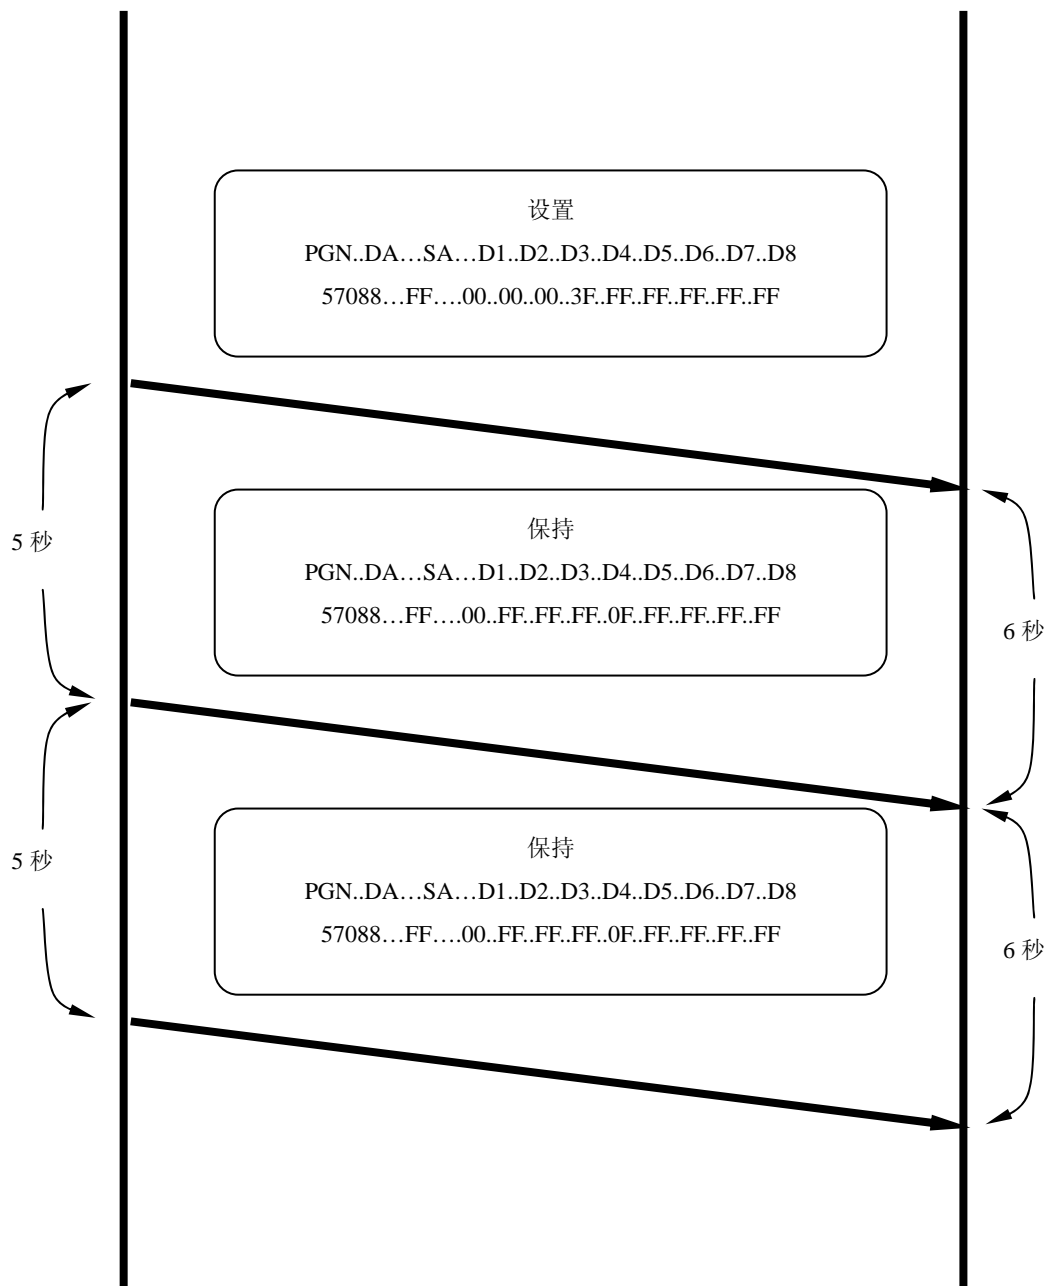 设置
PGN..DA…SA…D1..D2..D3..D4..D5..D6..D7..D8
57088…FF….00..00..00..3F..FF..FF..FF..FF..FF
5 秒
保持
PGN..DA…SA…D1..D2..D3..D4..D5..D6..D7..D8
57088…FF….00..FF..FF..FF..0F..FF..FF..FF..FF
6 秒
5 秒
保持
PGN..DA…SA…D1..D2..D3..D4..D5..D6..D7..D8
57088…FF….00..FF..FF..FF..0F..FF..FF..FF..FF
6 秒